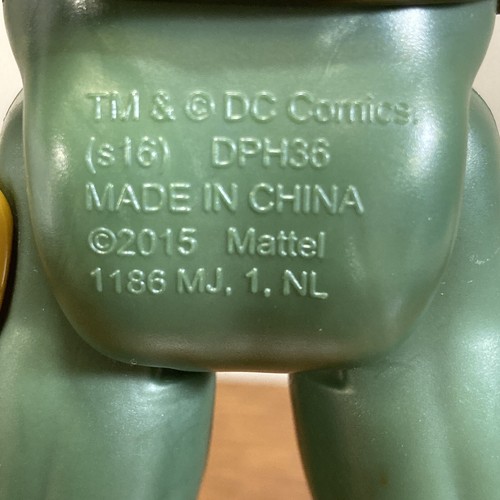 TM & © DC Comics.
(s16) DPH36
MADE IN CHINA
©2015 Mattel
1186 MJ, 1, NL